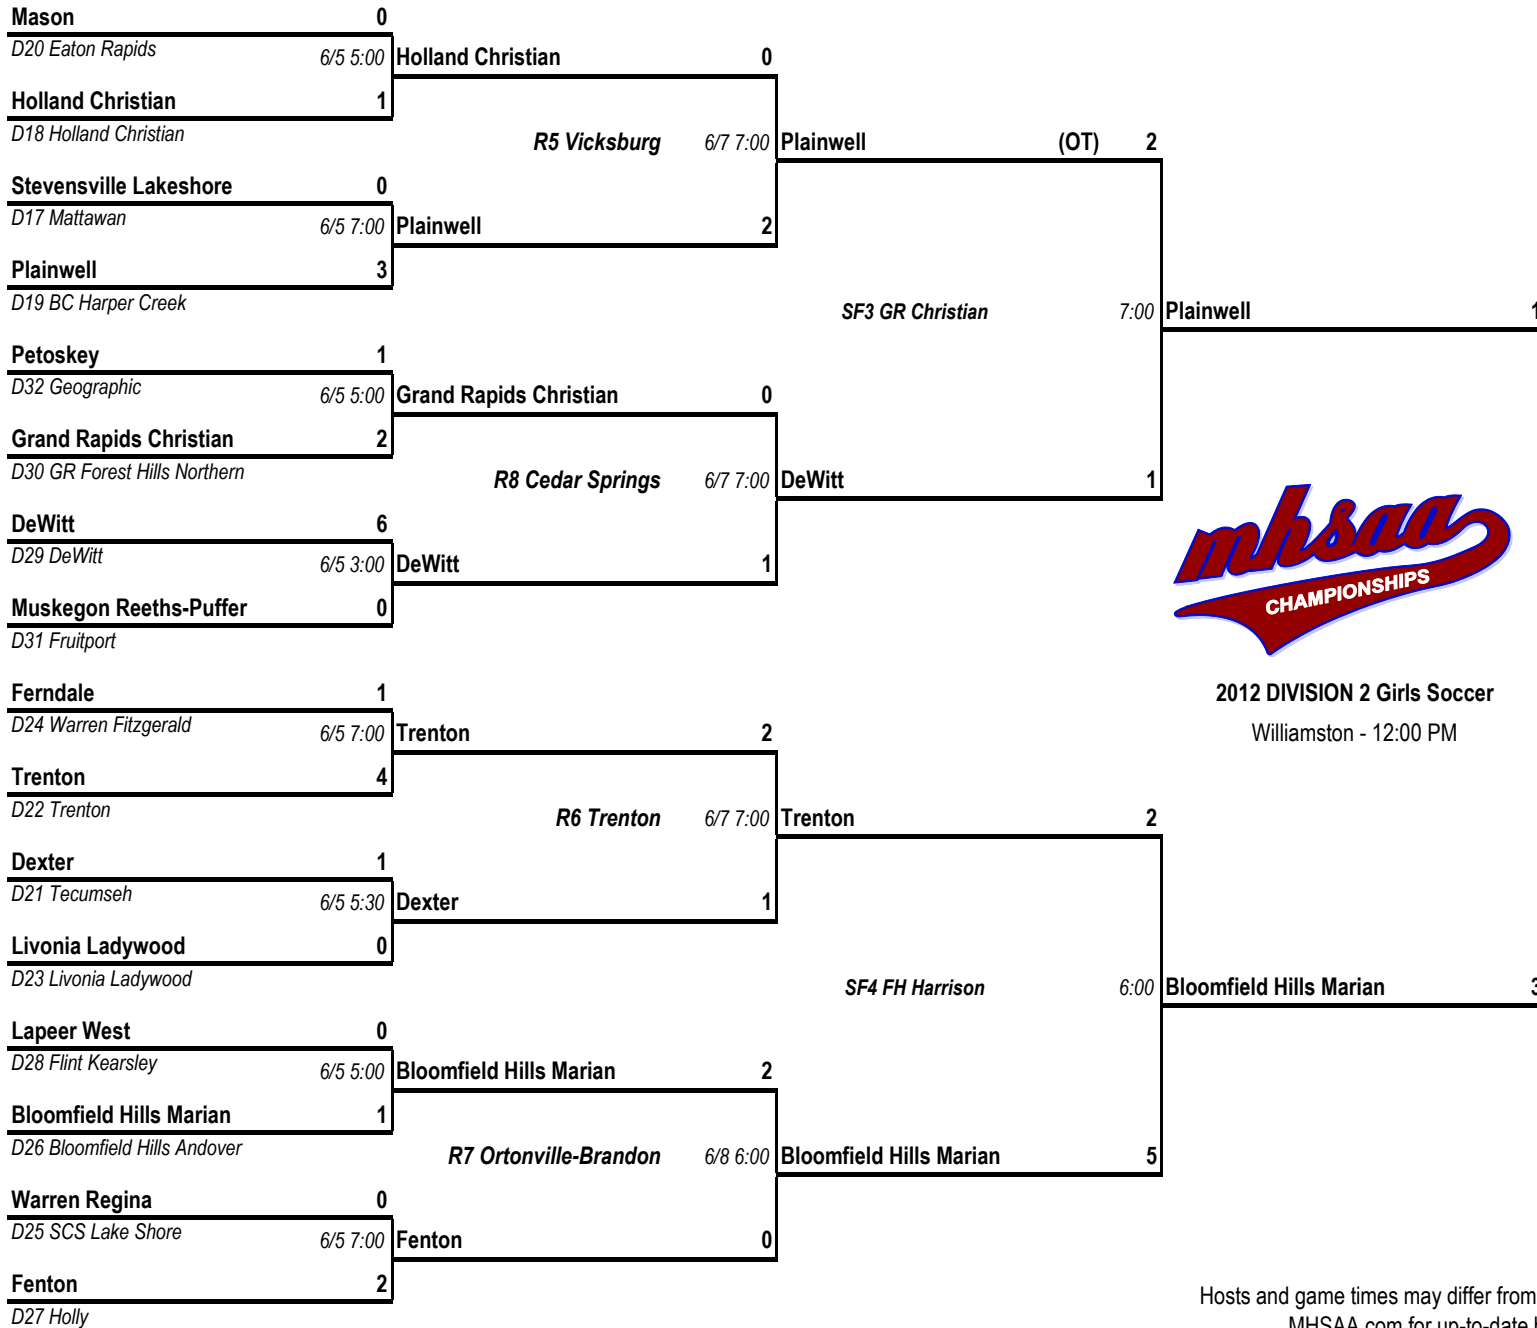 Mason 0
D20 Eaton Rapids
6/5 5:00 Holland Christian 0
Holland Christian 1
D18 Holland Christian
R5 Vicksburg 6/7 7:00 Plainwell (OT) 2
Stevensville Lakeshore 0
D17 Mattawan
6/5 7:00 Plainwell 2
Plainwell 3
D19 BC Harper Creek
SF3 GR Christian 7:00 Plainwell 1
Petoskey 1
D32 Geographic
6/5 5:00 Grand Rapids Christian 0
Grand Rapids Christian 2
D30 GR Forest Hills Northern
R8 Cedar Springs 6/7 7:00 DeWitt 1
DeWitt 6
D29 DeWitt
6/5 3:00 DeWitt 1
Muskegon Reeths-Puffer 0
D31 Fruitport
mhsaa
CHAMPIONSHIPS
2012 DIVISION 2 Girls Soccer
Williamston - 12:00 PM
Ferndale 1
D24 Warren Fitzgerald
6/5 7:00 Trenton 2
Trenton 4
D22 Trenton
R6 Trenton 6/7 7:00 Trenton 2
Dexter 1
D21 Tecumseh
6/5 5:30 Dexter 1
Livonia Ladywood 0
D23 Livonia Ladywood
SF4 FH Harrison 6:00 Bloomfield Hills Marian 3
Lapeer West 0
D28 Flint Kearsley
6/5 5:00 Bloomfield Hills Marian 2
Bloomfield Hills Marian 1
D26 Bloomfield Hills Andover
R7 Ortonville-Brandon 6/8 6:00 Bloomfield Hills Marian 5
Warren Regina 0
D25 SCS Lake Shore
6/5 7:00 Fenton 0
Fenton 2
D27 Holly
Hosts and game times may differ from
MHSAA.com for up-to-date